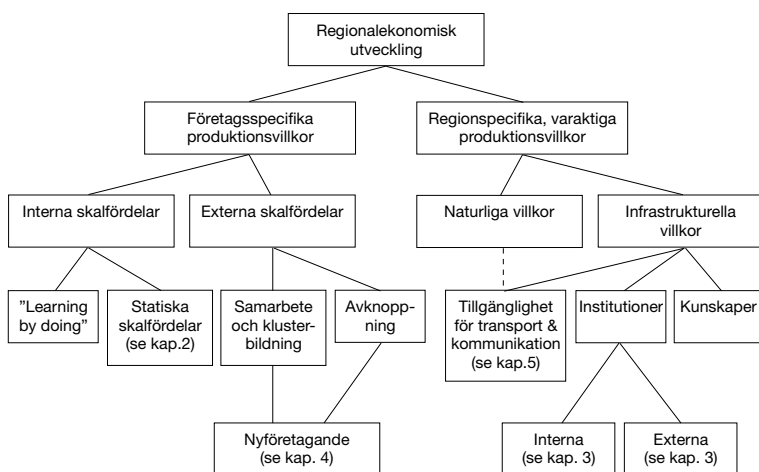 Regionalekonomisk
utveckling
Företagsspecifika
produktionsvillkor
Regionspecifika, varaktiga
produktionsvillkor
Interna skalfördelar
Externa skalfördelar
Naturliga villkor
Infrastrukturella
villkor
”Learning
by doing”
Statiska
skalfördelar
(se kap.2)
Samarbete
och kluster-
bildning
Avknopp-
ning
Tillgänglighet
för transport &
kommunikation
(se kap.5)
Institutioner
Kunskaper
Nyföretagande
(se kap. 4)
Interna
(se kap. 3)
Externa
(se kap. 3)